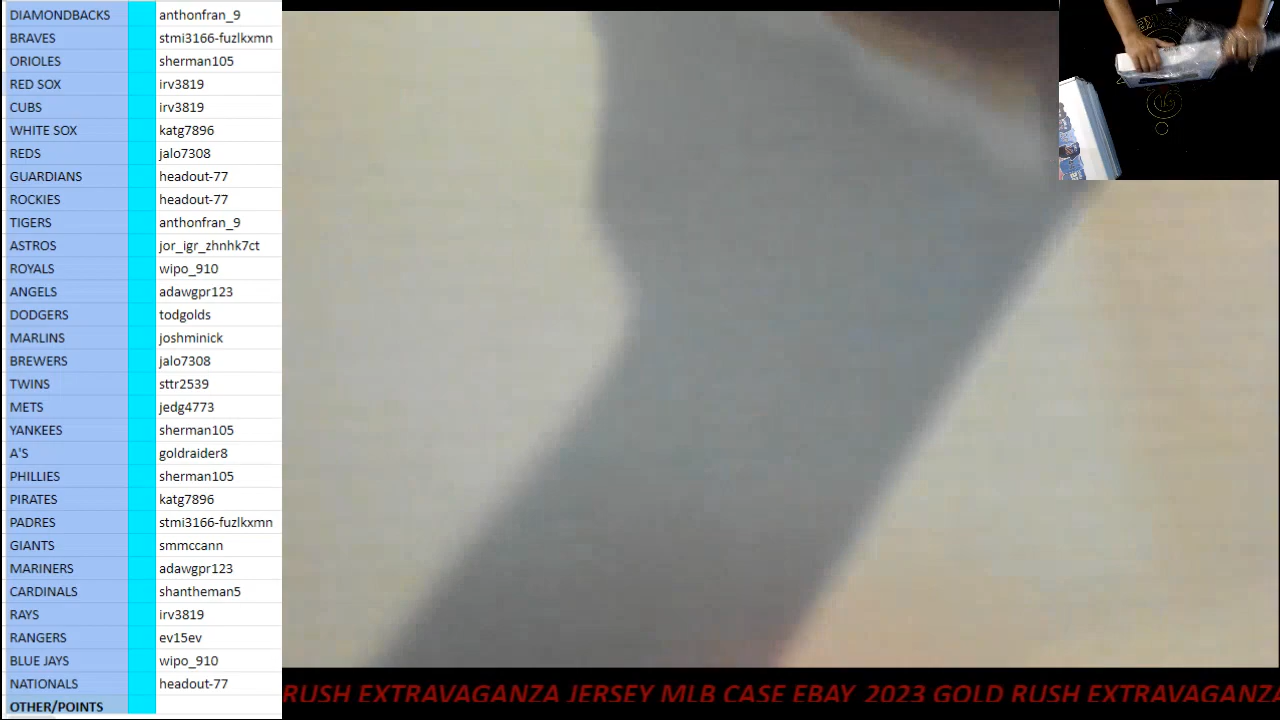 DIAMONDBACKS anthonfran_9
BRAVES stmi3166-fuzlkxmn
ORIOLES sherman105
RED SOX irv3819
CUBS irv3819
WHITE SOX katg7896
REDS jalo7308
GUARDIANS headout-77
ROCKIES headout-77
TIGERS anthonfran_9
ASTROS jor_igr_zhnhk7ct
ROYALS wipo_910
ANGELS adawgpr123
DODGERS todgolds
MARLINS joshminick
BREWERS jalo7308
TWINS sttr2539
METS jedg4773
YANKEES sherman105
A'S goldraider8
PHILLIES sherman105
PIRATES katg7896
PADRES stmi3166-fuzlkxmn
GIANTS smmccann
MARINERS adawgpr123
CARDINALS shantheman5
RAYS irv3819
RANGERS ev15ev
BLUE JAYS wipo_910
NATIONALS headout-77
OTHER/POINTS
RUSH EXTRAVAGANZA JERSEY MLB CASE EBAY 2023 GOLD RUSH EXTRAVAGANZA